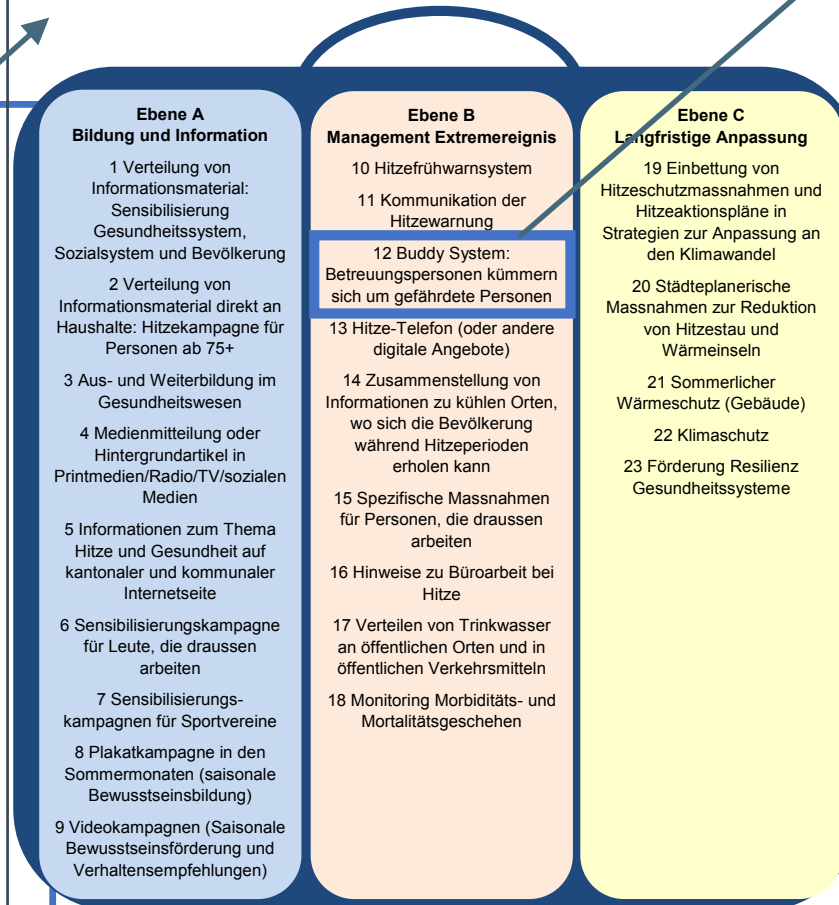 Ebene A
Bildung und Information
1 Verteilung von
Informationsmaterial:
Sensibilisierung
Gesundheitssystem,
Sozialsystem und Bevölkerung
2 Verteilung von
Informationsmaterial direkt an
Haushalte: Hitzekampagne für
Personen ab 75+
3 Aus- und Weiterbildung im
Gesundheitswesen
4 Medienmitteilung oder
Hintergrundartikel in
Printmedien/Radio/TV/sozialen
Medien
5 Informationen zum Thema
Hitze und Gesundheit auf
kantonaler und kommunaler
Internetseite
6 Sensibilisierungskampagne
für Leute, die draussen
arbeiten
7 Sensibilisierungs-
kampagnen für Sportvereine
8 Plakatkampagne in den
Sommermonaten (saisonale
Bewusstseinsbildung)
9 Videokampagnen (Saisonale
Bewusstseinsförderung und
Verhaltensempfehlungen)
Ebene B
Management Extremereignis
10 Hitzefrühwarnsystem
11 Kommunikation der
Hitzewarnung
12 Buddy System:
Betreuungspersonen kümmern
sich um gefährdete Personen
13 Hitze-Telefon (oder andere
digitale Angebote)
14 Zusammenstellung von
Informationen zu kühlen Orten,
wo sich die Bevölkerung
während Hitzeperioden
erholen kann
15 Spezifische Massnahmen
für Personen, die draussen
arbeiten
16 Hinweise zu Büroarbeit bei
Hitze
17 Verteilen von Trinkwasser
an öffentlichen Orten und in
öffentlichen Verkehrsmitteln
18 Monitoring Morbiditäts- und
Mortalitätsgeschehen
Ebene C
Langfristige Anpassung
19 Einbettung von
Hitzeschutzmassnahmen und
Hitzeaktionspläne in
Strategien zur Anpassung an
den Klimawandel
20 Städteplanerische
Massnahmen zur Reduktion
von Hitzestau und
Wärmeinseln
21 Sommerlicher
Wärmeschutz (Gebäude)
22 Klimaschutz
23 Förderung Resilienz
Gesundheitssysteme